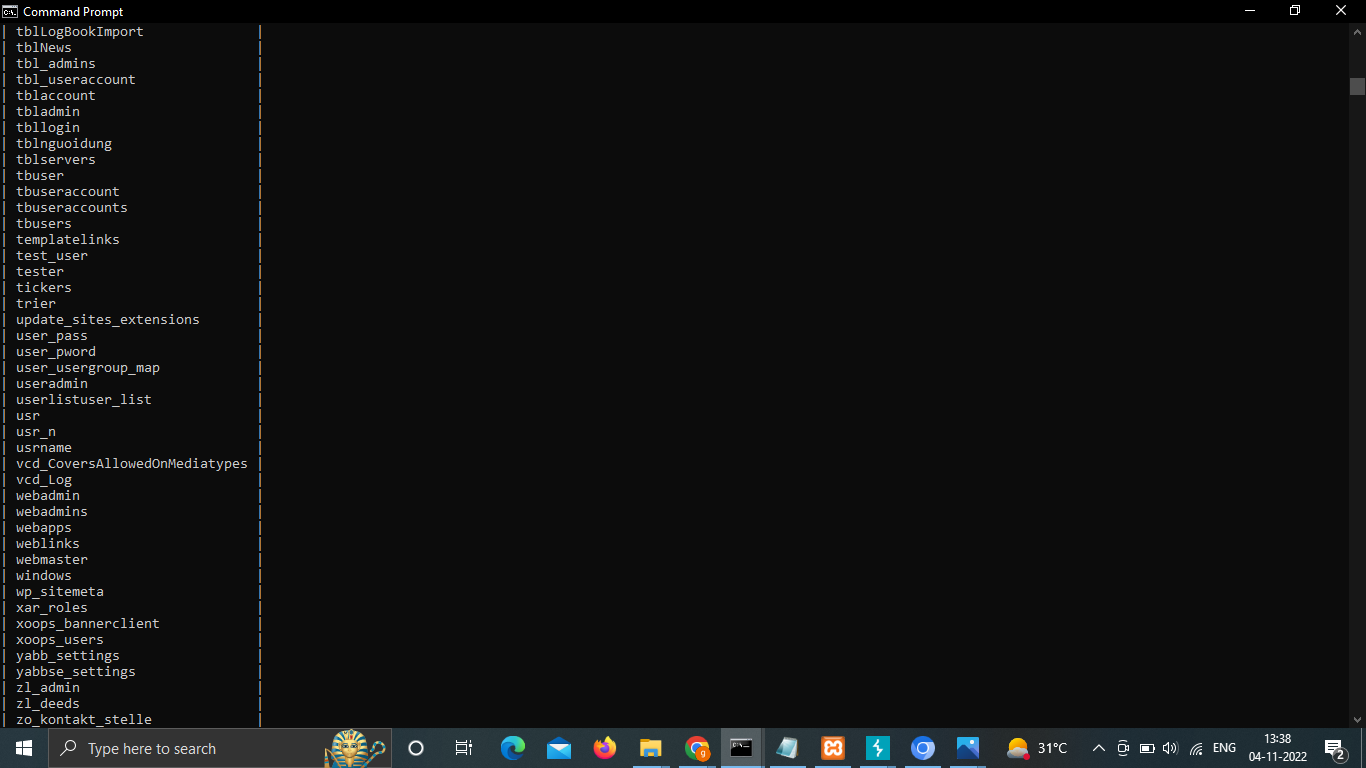 Command Prompt
| tblLogBookImport |
| tblNews |
| tbl_admins |
| tbl_useraccount |
| tblaccount |
| tbladmin |
| tbllogin |
| tblnguoidung |
| tblservers |
| tbuser |
| tbuseraccount |
| tbuseraccounts |
| tbusers |
| templatelinks |
| test_user |
| tester |
| tickers |
| trier |
| update_sites_extensions |
| user_pass |
| user_pword |
| user_usergroup_map |
| useradmin |
| userlistuser_list |
| usr |
| usr_n |
| usrname |
| vcd_CoversAllowedOnMediatypes |
| vcd_Log |
| webadmin |
| webadmins |
| webapps |
| weblinks |
| webmaster |
| windows |
| wp_sitemeta |
| xar_roles |
| xoops_bannerclient |
| xoops_users |
| yabb_settings |
| yabbse_settings |
| zl_admin |
| zl_deeds |
| zo_kontakt_stelle |
Type here to search
31°C
ENG
13:38
04-11-2022
2